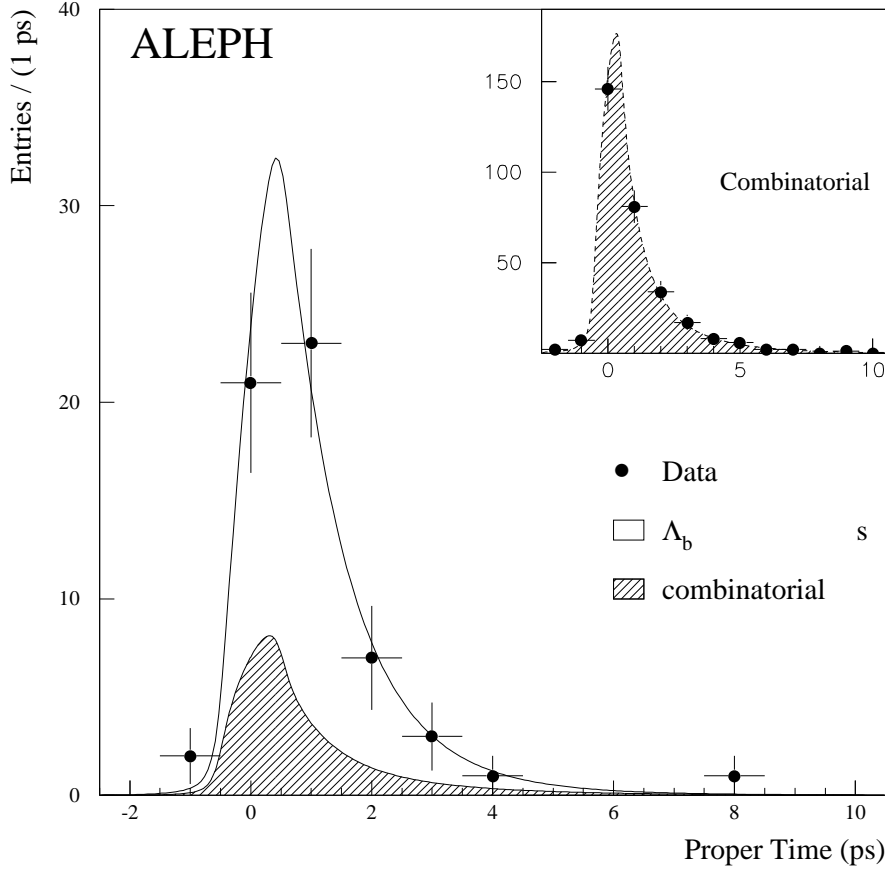 ALEPH
Entries / (1 ps)
40
30
20
10
0
-2 0 2 4 6 8 10
Proper Time (ps)
150
100
50
0 5 10
Combinatorial
Data
Λb s
combinatorial